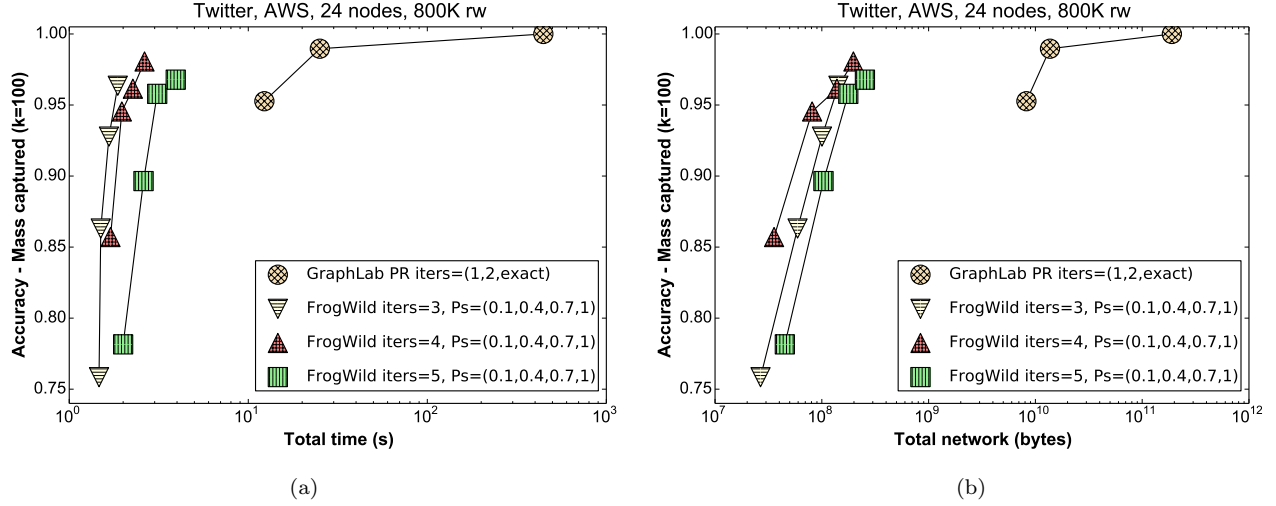 Twitter, AWS, 24 nodes, 800K rw
1.00
0.95
0.90
0.85
0.80
0.75
Accuracy - Mass captured (k=100)
GraphLab PR iters=(1,2,exact)
FrogWild iters=3, Ps=(0.1,0.4,0.7,1)
FrogWild iters=4, Ps=(0.1,0.4,0.7,1)
FrogWild iters=5, Ps=(0.1,0.4,0.7,1)
10^0 10^1 10^2 10^3
Total time (s)
(a)
Twitter, AWS, 24 nodes, 800K rw
1.00
0.95
0.90
0.85
0.80
0.75
Accuracy - Mass captured (k=100)
GraphLab PR iters=(1,2,exact)
FrogWild iters=3, Ps=(0.1,0.4,0.7,1)
FrogWild iters=4, Ps=(0.1,0.4,0.7,1)
FrogWild iters=5, Ps=(0.1,0.4,0.7,1)
10^7 10^8 10^9 10^10 10^11 10^12
Total network (bytes)
(b)